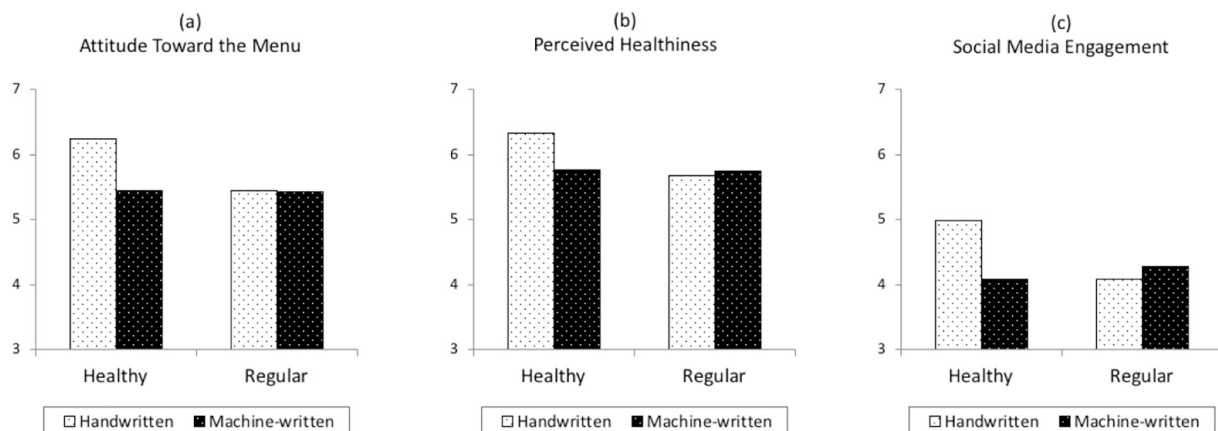 (a)
Attitude Toward the Menu
7
6
5
4
3
Healthy Regular
Handwritten Machine-written
(b)
Perceived Healthiness
7
6
5
4
3
Healthy Regular
Handwritten Machine-written
(c)
Social Media Engagement
7
6
5
4
3
Healthy Regular
Handwritten Machine-written